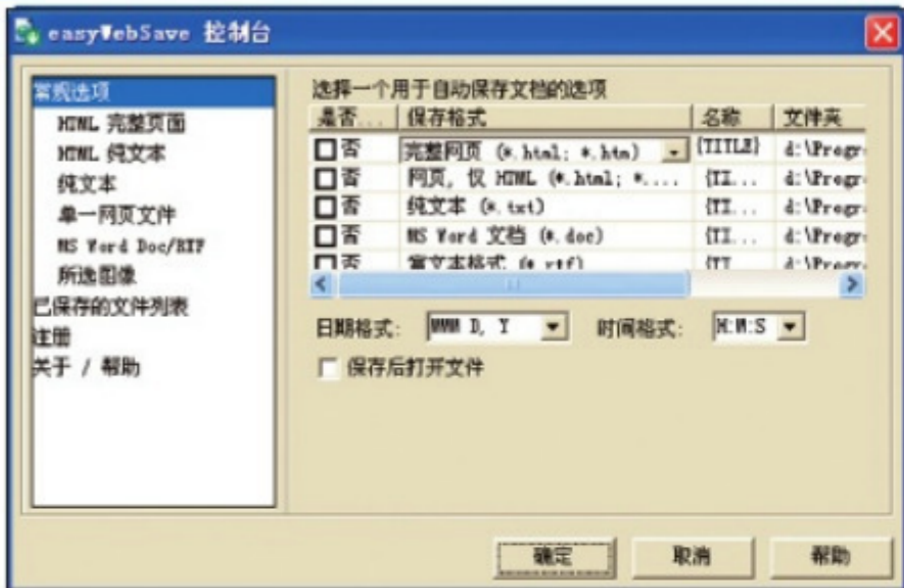 easyWebSave 控制台
常规选项
HTML 完整页面
HTML 纯文本
纯文本
单一网页文件
MS Word Doc/RTF
所选图像
已保存的文件列表
注册
关于 / 帮助
选择一个用于自动保存文档的选项
是否... 保存格式 名称 文件夹
否 完整网页 (*.html; *.htm) {TITLE} d:\Progr
否 网页, 仅 HTML (*.html; *.... {TI... d:\Progr
否 纯文本 (*.txt) {TI... d:\Progr
否 MS Word 文档 (*.doc) {TI... d:\Progr
否 富文本格式 (*.rtf) {TI d:\Progr
日期格式: MMM D, Y 时间格式: H:M:S
保存后打开文件
确定 取消 帮助